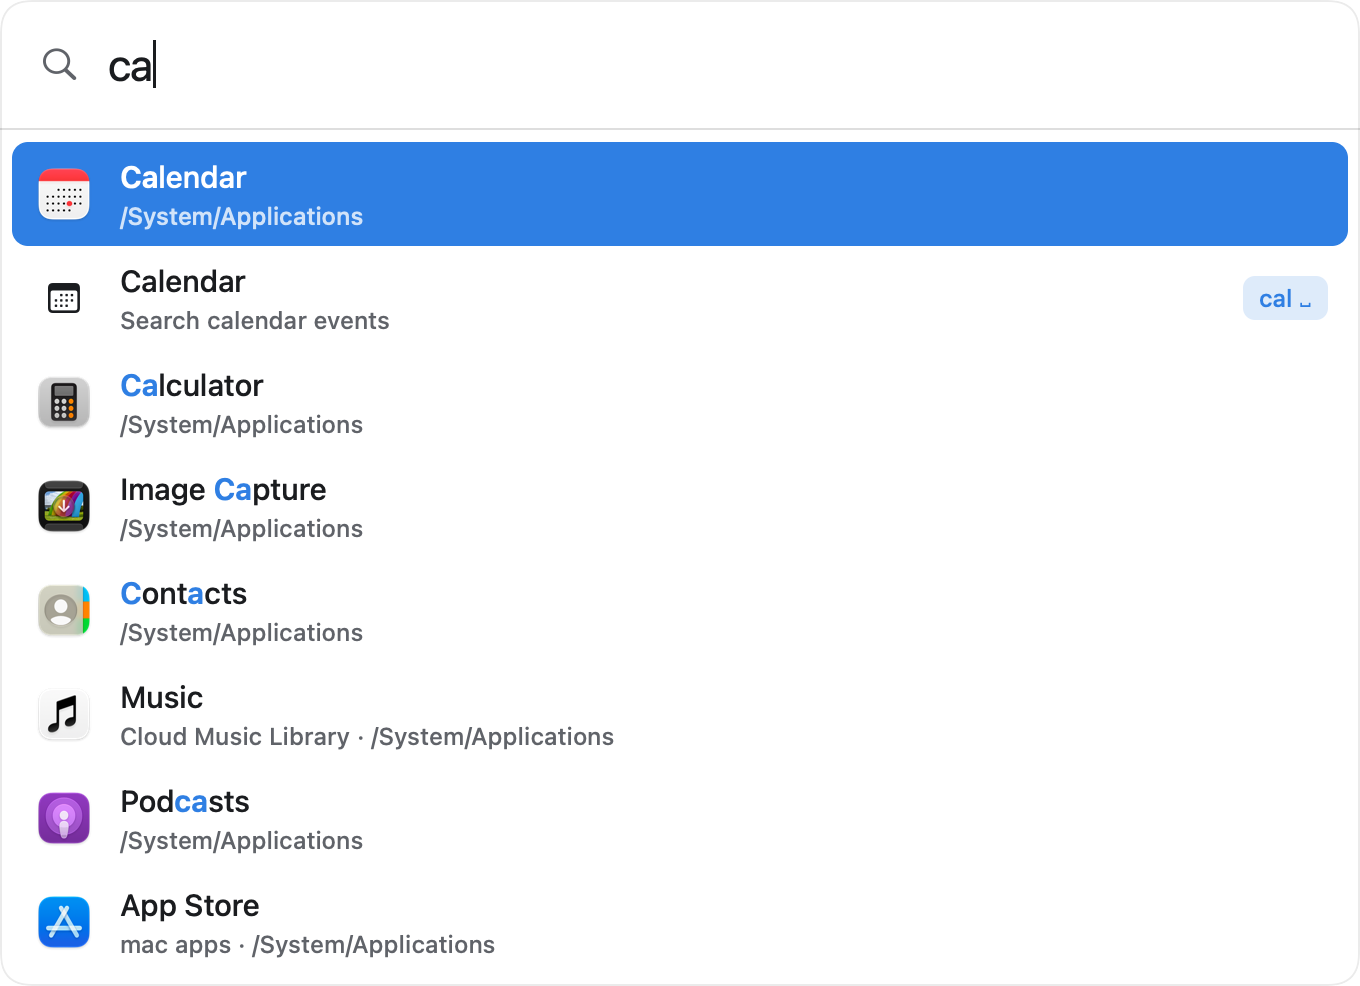 ca
Calendar
/System/Applications
Calendar
Search calendar events
cal ⎵
Calculator
/System/Applications
Image Capture
/System/Applications
Contacts
/System/Applications
Music
Cloud Music Library · /System/Applications
Podcasts
/System/Applications
App Store
mac apps · /System/Applications